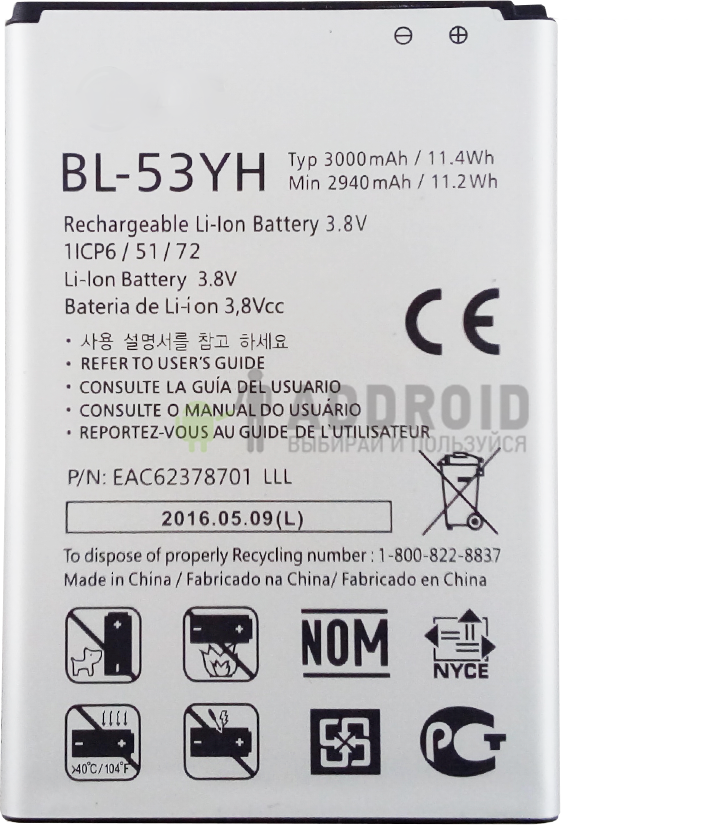 ⊖ ⊕
BL-53YH
Typ 3000mAh / 11.4Wh
Min 2940mAh / 11.2Wh
Rechargeable Li-Ion Battery 3.8V
1ICP6 / 51 / 72
Li-Ion Battery 3.8V
Bateria de Li-ion 3,8Vcc
CE
• 사용 설명서를 참고 하세요
• REFER TO USER'S GUIDE
• CONSULTE LA GUÍA DEL USUARIO
• CONSULTE O MANUAL DO USUÁRIO
• REPORTEZ-VOUS AU GUIDE DE L'UTILISATEUR
ADDROID
ВЫБИРАЙ И ПОЛЬЗУЙСЯ
P/N: EAC62378701 LLL
2016.05.09(L)
To dispose of properly Recycling number : 1-800-822-8837
Made in China / Fabricado na China/ Fabricado en China
NOM
NYCE
>40°C/104°F
РСТ